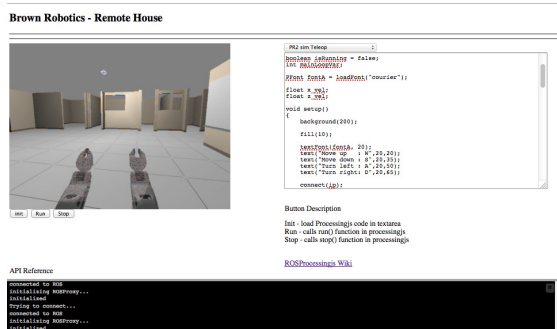 Brown Robotics - Remote House
PR2 sim Teleop
boolean isRunning = false;
int mainloopVar;
PFont fontA = loadFont("courier");
float x_vel;
float z_vel;
void setup()
{
background(200);
fill(10);
textFont(fontA, 20);
text("Move up : W",20,20);
text("Move down : S",20,35);
text("Turn left : A",20,50);
text("Turn right: D",20,65);
connect(ip);
init Run Stop
Button Description
Init - load Processingjs code in textarea
Run - calls run() function in processingjs
Stop - calls stop() function in processingjs
ROSProcessingjs Wiki
API Reference
connected to ROS
initializing ROSProxy...
initialized
Trying to connect...
connected to ROS
initializing ROSProxy...
initialized